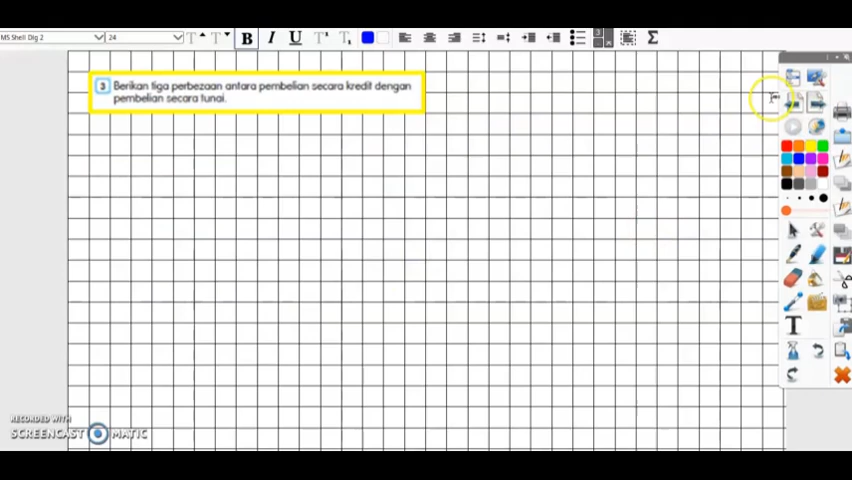 MS Shell Dlg 2
24
B
I
U
3 Berikan tiga perbezaan antara pembelian secara kredit dengan
pembelian secara tunai.
T
RECORDED WITH
SCREENCAST MATIC